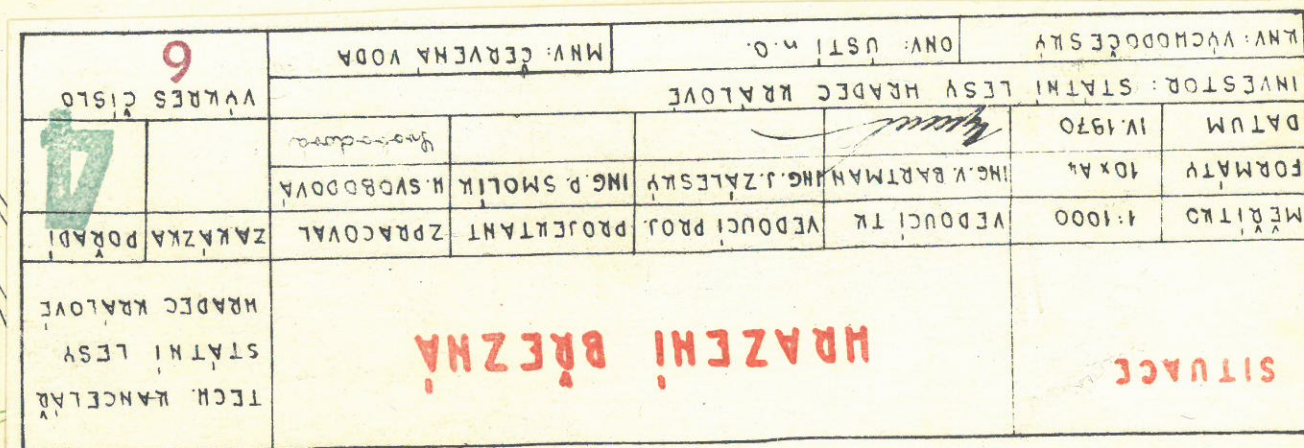 SITUACE
HRAZENÍ BŘEZNÁ
TECH. KANCELÁŘ
STÁTNÍ LESY
HRADEC KRÁLOVÉ
MĚŘÍTKO 1:1000 VEDOUCÍ TK VEDOUCÍ PROJ. PROJEKTANT ZPRACOVAL ZAKÁZKA POŘADÍ
FORMÁTY 10xA4 ING.V.BARTMAN ING.J.ZÁLESKÝ ING.P.SMOLÍK H.SVOBODOVÁ 4
DATUM IV.1970 Svobodová
INVESTOR: STÁTNÍ LESY HRADEC KRÁLOVÉ
VÝKRES ČÍSLO
KNV: VÝCHODOČESKÝ ONV: ÚSTÍ n.O. MNV: ČERVENÁ VODA
9